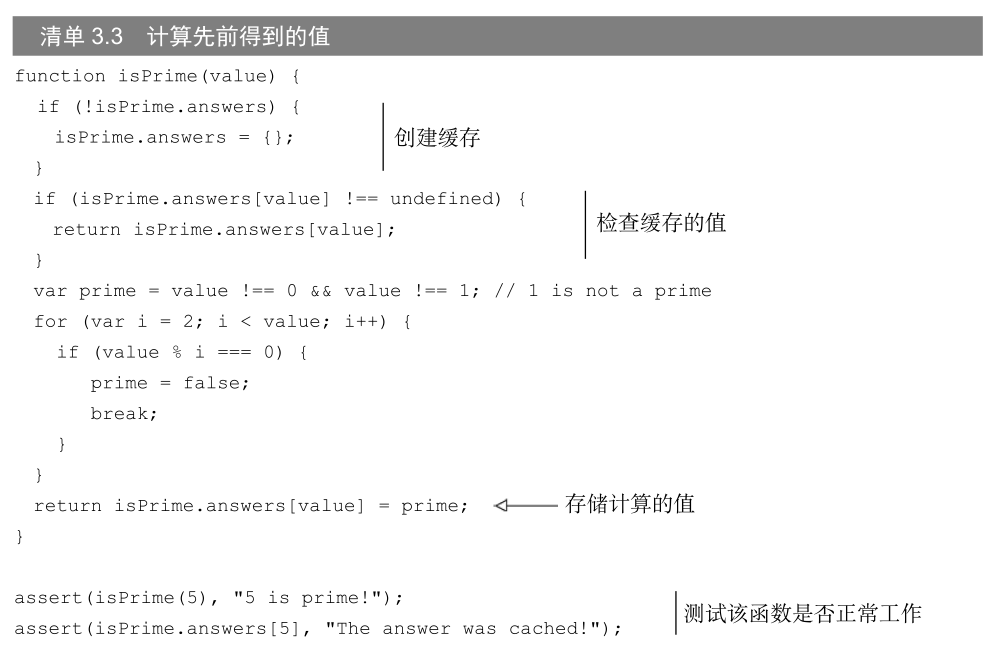 清单 3.3 计算先前得到的值
function isPrime(value) {
if (!isPrime.answers) {
isPrime.answers = {};
创建缓存
}
if (isPrime.answers[value] !== undefined) {
return isPrime.answers[value];
检查缓存的值
}
var prime = value !== 0 && value !== 1; // 1 is not a prime
for (var i = 2; i < value; i++) {
if (value % i === 0) {
prime = false;
break;
}
}
return isPrime.answers[value] = prime;
存储计算的值
}
assert(isPrime(5), "5 is prime!");
assert(isPrime.answers[5], "The answer was cached!");
测试该函数是否正常工作